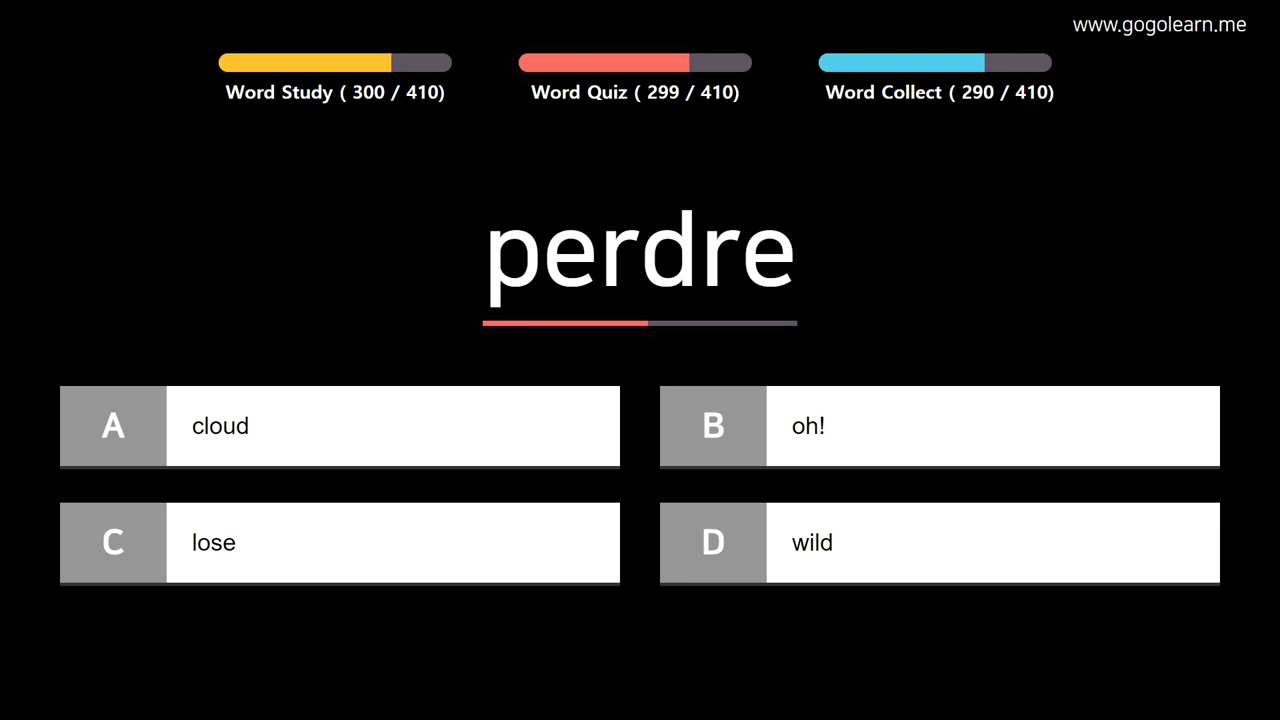 www.gogolearn.me
Word Study ( 300 / 410)
Word Quiz ( 299 / 410)
Word Collect ( 290 / 410)
perdre
A cloud
B oh!
C lose
D wild